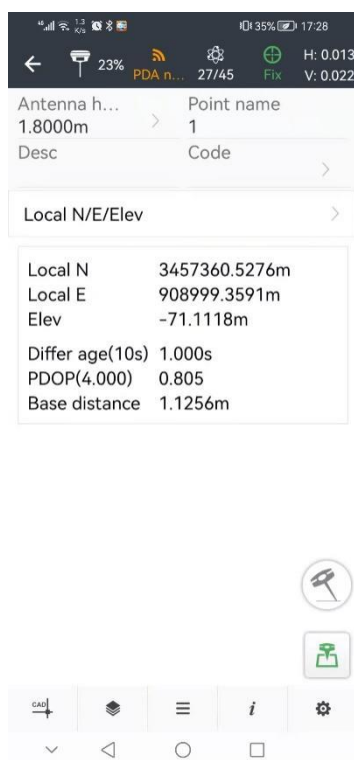 4G 1.3 K/s 35% 17:28
23% PDA n... 27/45 Fix H: 0.013 V: 0.022
Antenna h... Point name
1.8000m 1
Desc Code
Local N/E/Elev
Local N 3457360.5276m
Local E 908999.3591m
Elev -71.1118m
Differ age(10s) 1.000s
PDOP(4.000) 0.805
Base distance 1.1256m
CAD i